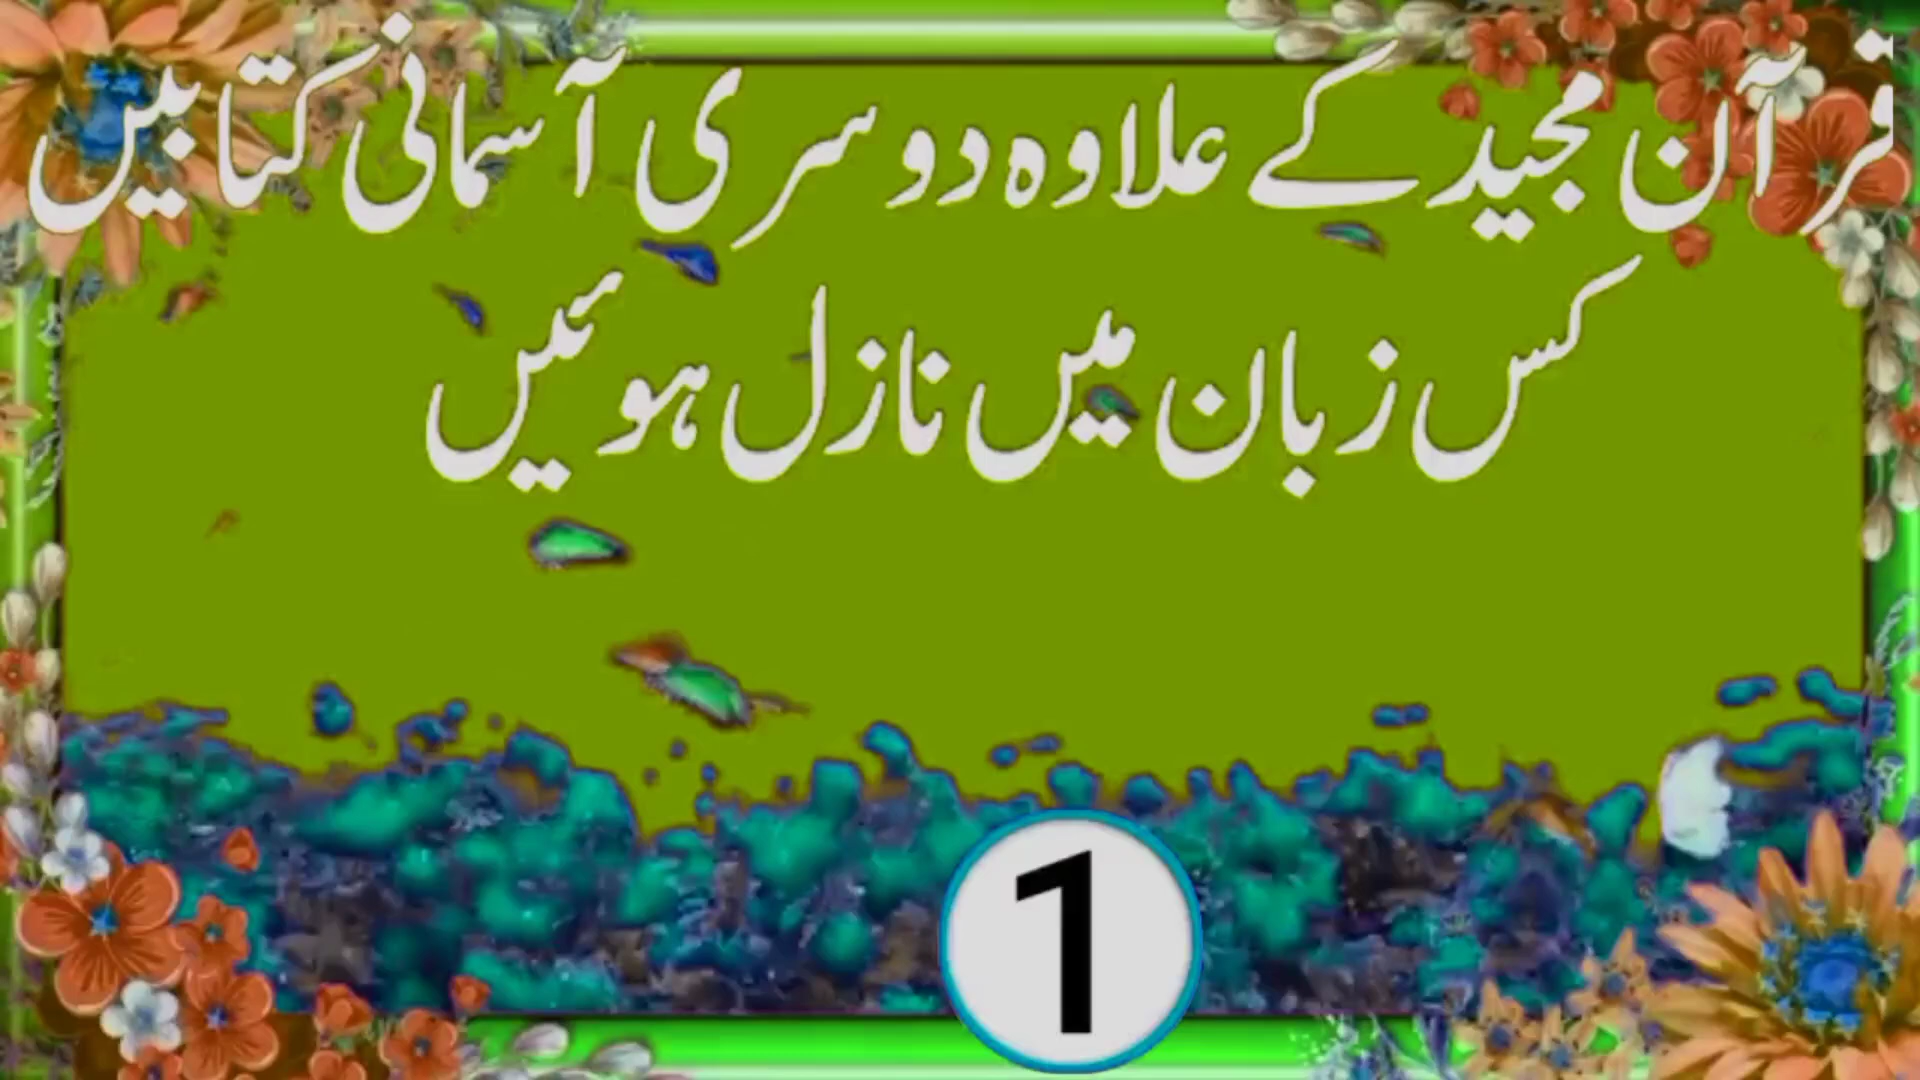 قرآن مجید کے علاوہ دوسری آسمانی کتابیں
کس زبان میں نازل ہوئیں
1